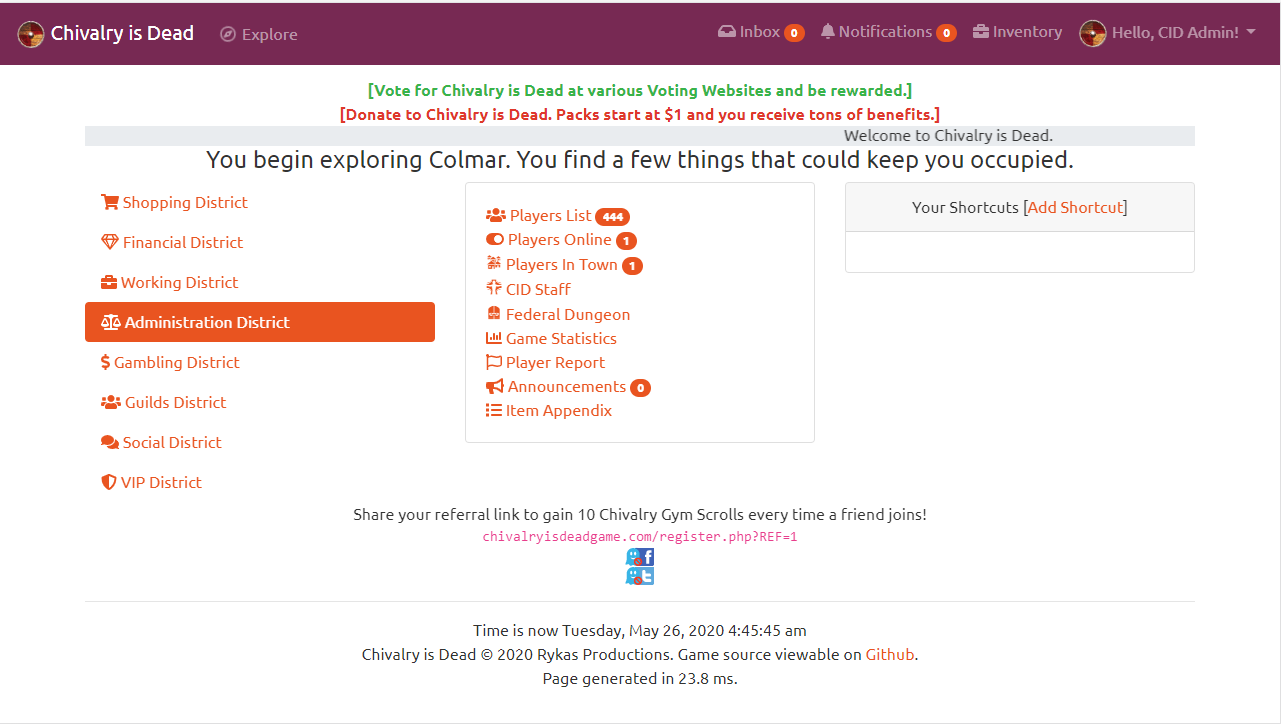 Chivalry is Dead
Explore
Inbox 0
Notifications 0
Inventory
Hello, CID Admin!
[Vote for Chivalry is Dead at various Voting Websites and be rewarded.]
[Donate to Chivalry is Dead. Packs start at $1 and you receive tons of benefits.]
Welcome to Chivalry is Dead.
You begin exploring Colmar. You find a few things that could keep you occupied.
Shopping District
Financial District
Working District
Administration District
Gambling District
Guilds District
Social District
VIP District
Players List 444
Players Online 1
Players In Town 1
CID Staff
Federal Dungeon
Game Statistics
Player Report
Announcements 0
Item Appendix
Your Shortcuts [Add Shortcut]
Share your referral link to gain 10 Chivalry Gym Scrolls every time a friend joins!
chivalryisdeadgame.com/register.php?REF=1
Time is now Tuesday, May 26, 2020 4:45:45 am
Chivalry is Dead © 2020 Rykas Productions. Game source viewable on Github.
Page generated in 23.8 ms.